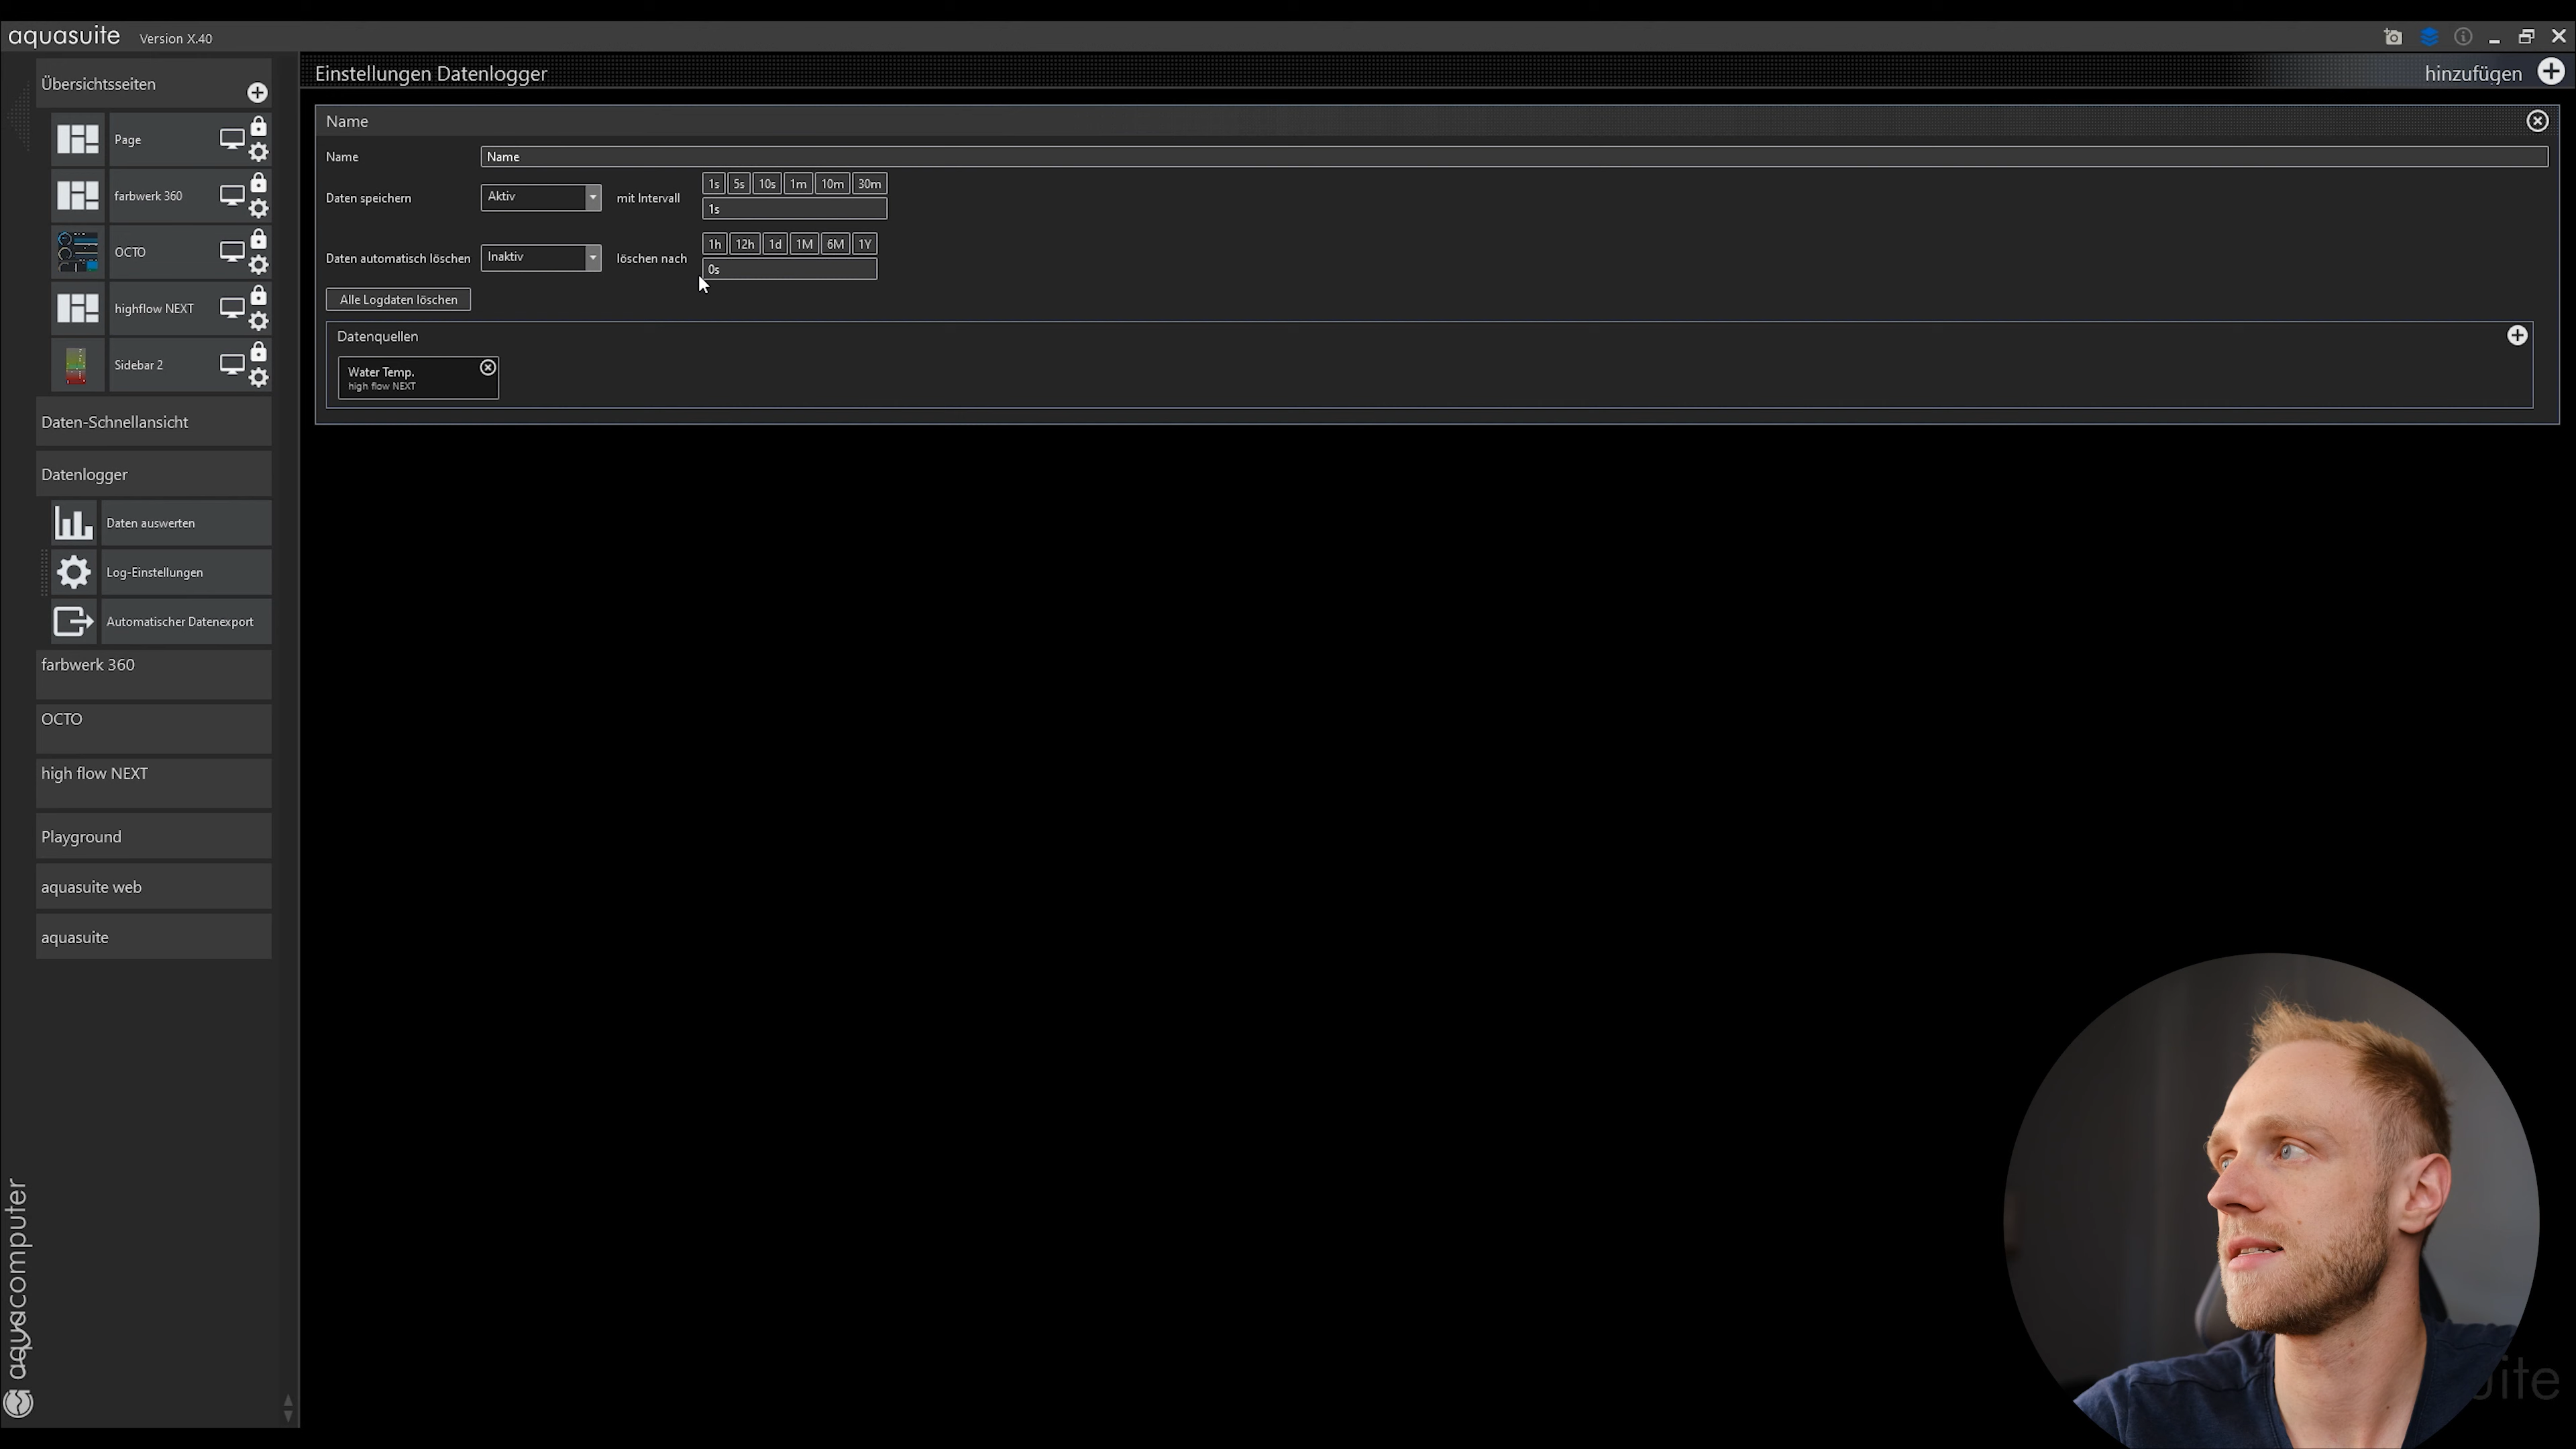 aquasuite Version X.40
Übersichtsseiten
Page
farbwerk 360
OCTO
highflow NEXT
Sidebar 2
Daten-Schnellansicht
Datenlogger
Daten auswerten
Log-Einstellungen
Automatischer Datenexport
farbwerk 360
OCTO
high flow NEXT
Playground
aquasuite web
aquasuite
aquacomputer
Einstellungen Datenlogger
hinzufügen
Name
Name Name
Daten speichern Aktiv mit Intervall 1s 5s 10s 1m 10m 30m
1s
Daten automatisch löschen Inaktiv löschen nach 1h 12h 1d 1M 6M 1Y
0s
Alle Logdaten löschen
Datenquellen
Water Temp.
high flow NEXT